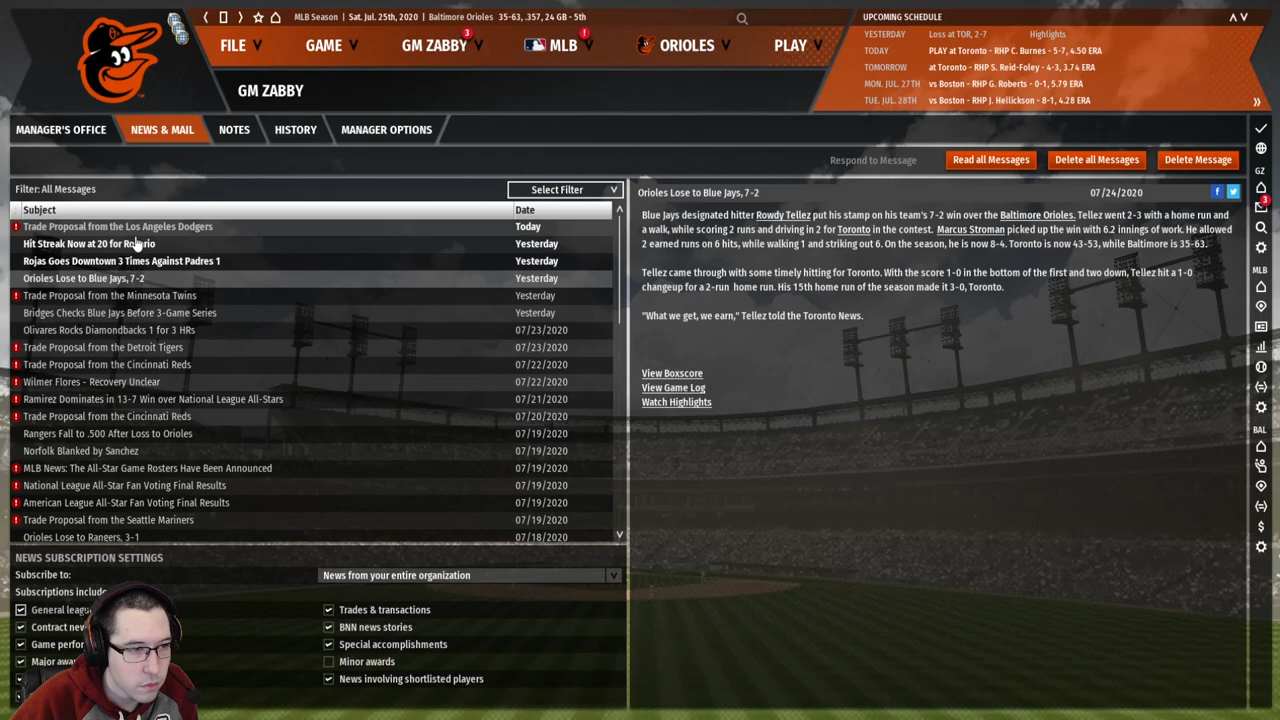 MLB Season | Sat. Jul. 25th, 2020 | Baltimore Orioles 35-63, .357, 24 GB - 5th
FILE GAME GM ZABBY 3 MLB ! ORIOLES PLAY
GM ZABBY
UPCOMING SCHEDULE
YESTERDAY Loss at TOR, 2-7 Highlights
TODAY PLAY at Toronto - RHP C. Burnes - 5-7, 4.50 ERA
TOMORROW at Toronto - RHP S. Reid-Foley - 4-3, 3.74 ERA
MON. JUL. 27TH vs Boston - RHP G. Roberts - 0-1, 5.79 ERA
TUE. JUL. 28TH vs Boston - RHP J. Hellickson - 8-1, 4.28 ERA
MANAGER'S OFFICE NEWS & MAIL NOTES HISTORY MANAGER OPTIONS
Respond to Message Read all Messages Delete all Messages Delete Message
Filter: All Messages Select Filter
Subject Date
Trade Proposal from the Los Angeles Dodgers Today
Hit Streak Now at 20 for Rosario Yesterday
Rojas Goes Downtown 3 Times Against Padres 1 Yesterday
Orioles Lose to Blue Jays, 7-2 Yesterday
Trade Proposal from the Minnesota Twins Yesterday
Bridges Checks Blue Jays Before 3-Game Series Yesterday
Olivares Rocks Diamondbacks 1 for 3 HRs 07/23/2020
Trade Proposal from the Detroit Tigers 07/23/2020
Trade Proposal from the Cincinnati Reds 07/22/2020
Wilmer Flores - Recovery Unclear 07/22/2020
Ramirez Dominates in 13-7 Win over National League All-Stars 07/21/2020
Trade Proposal from the Cincinnati Reds 07/20/2020
Rangers Fall to .500 After Loss to Orioles 07/19/2020
Norfolk Blanked by Sanchez 07/19/2020
MLB News: The All-Star Game Rosters Have Been Announced 07/19/2020
National League All-Star Fan Voting Final Results 07/19/2020
American League All-Star Fan Voting Final Results 07/19/2020
Trade Proposal from the Seattle Mariners 07/19/2020
Orioles Lose to Rangers, 3-1 07/18/2020
NEWS SUBSCRIPTION SETTINGS
Subscribe to: News from your entire organization
Subscriptions include
General leag Trades & transactions
Contract new BNN news stories
Game perfor Special accomplishments
Major awar Minor awards
News involving shortlisted players
Orioles Lose to Blue Jays, 7-2 07/24/2020
Blue Jays designated hitter Rowdy Tellez put his stamp on his team's 7-2 win over the Baltimore Orioles. Tellez went 2-3 with a home run and
a walk, while scoring 2 runs and driving in 2 for Toronto in the contest. Marcus Stroman picked up the win with 6.2 innings of work. He allowed
2 earned runs on 6 hits, while walking 1 and striking out 6. On the season, he is now 8-4. Toronto is now 43-53, while Baltimore is 35-63.
Tellez came through with some timely hitting for Toronto. With the score 1-0 in the bottom of the first and two down, Tellez hit a 1-0
changeup for a 2-run home run. His 15th home run of the season made it 3-0, Toronto.
"What we get, we earn," Tellez told the Toronto News.
View Boxscore
View Game Log
Watch Highlights
GZ
3
MLB
BAL